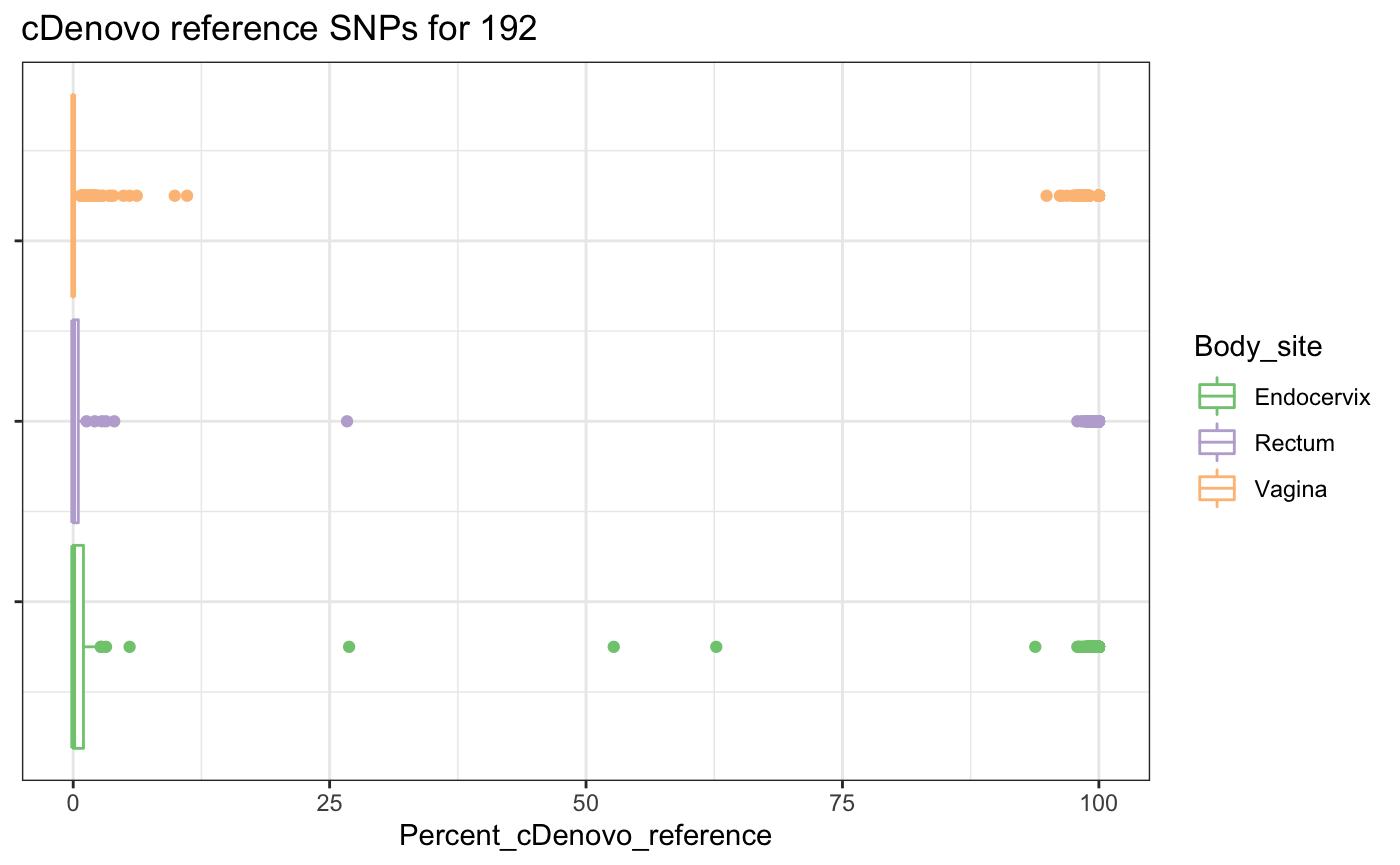 cDenovo reference SNPs for 192
Body_site
Endocervix
Rectum
Vagina
0 25 50 75 100
Percent_cDenovo_reference